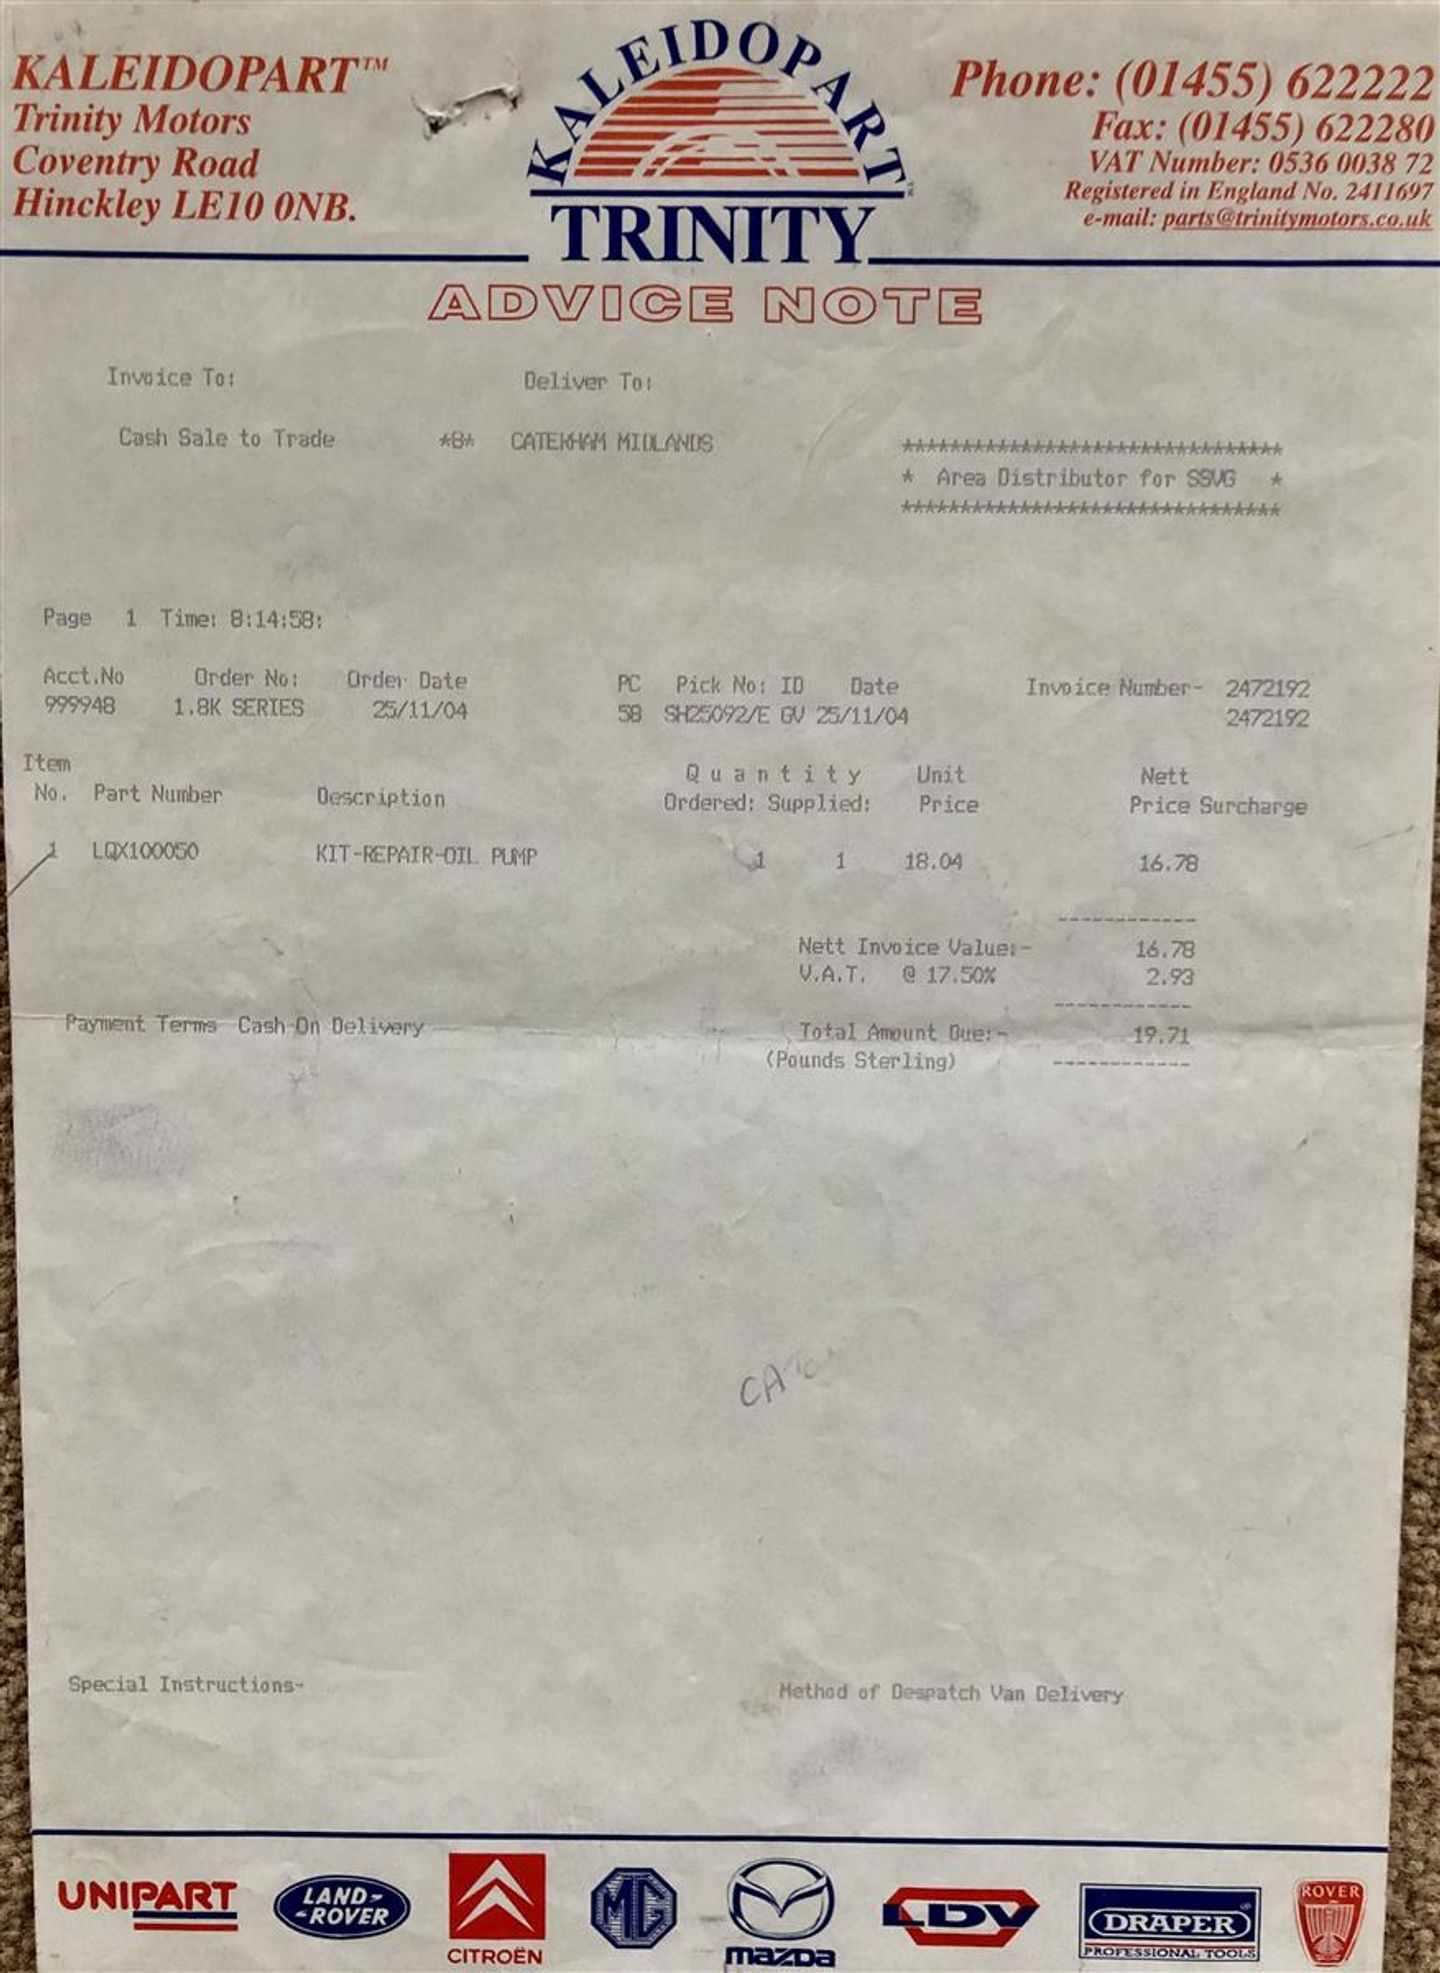 KALEIDOPART™
Trinity Motors
Coventry Road
Hinckley LE10 0NB.
KALEIDOPART
TRINITY
Phone: (01455) 622222
Fax: (01455) 622280
VAT Number: 0536 0038 72
Registered in England No. 2411697
e-mail: parts@trinitymotors.co.uk
ADVICE NOTE
Invoice To: Deliver To:
Cash Sale to Trade *8* CATERHAM MIDLANDS
********************************
* Area Distributor for SSVG *
********************************
Page 1 Time: 8:14:58:
Acct.No Order No: Order Date PC Pick No: ID Date Invoice Number- 2472192
999948 1.8K SERIES 25/11/04 58 SH25092/E GV 25/11/04 2472192
Item Quantity Unit Nett
No. Part Number Description Ordered: Supplied: Price Price Surcharge
1 LQX100050 KIT-REPAIR-OIL PUMP 1 1 18.04 16.78
------------
Nett Invoice Value:- 16.78
V.A.T. @ 17.50% 2.93
------------
Payment Terms Cash On Delivery Total Amount Due:- 19.71
(Pounds Sterling) ------------
Special Instructions- Method of Despatch Van Delivery
UNIPART LAND-ROVER CITROËN MG mazda LDV DRAPER PROFESSIONAL TOOLS ROVER